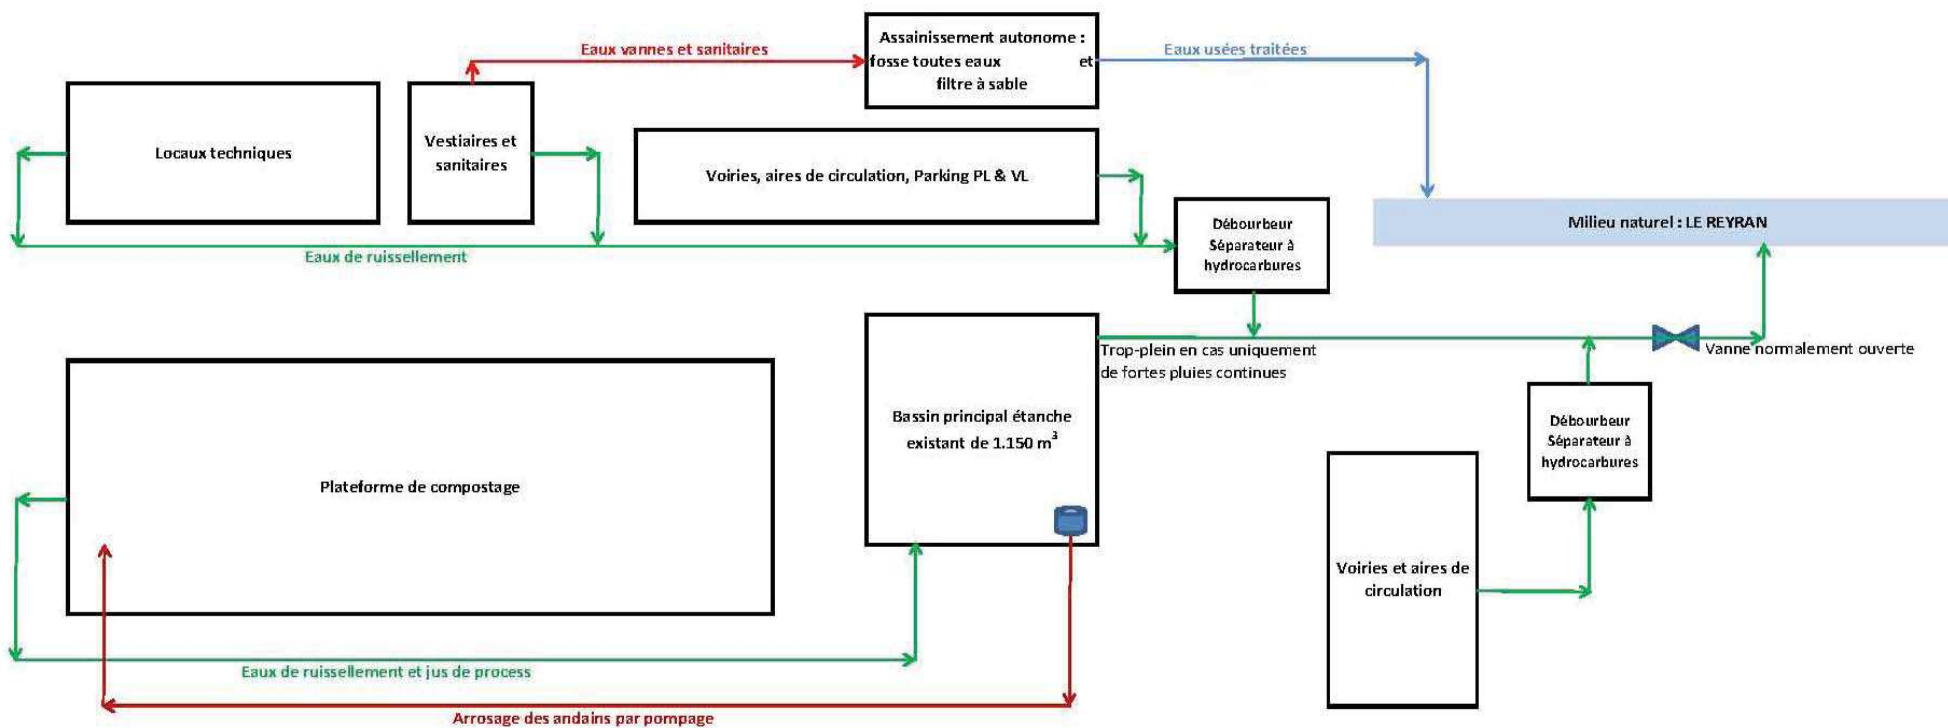 Eaux vannes et sanitaires
Assainissement autonome :
fosse toutes eaux et
filtre à sable
Eaux usées traitées
Locaux techniques
Vestiaires et
sanitaires
Voiries, aires de circulation, Parking PL & VL
Débourbeur
Séparateur à
hydrocarbures
Milieu naturel : LE REYRAN
Eaux de ruissellement
Trop-plein en cas uniquement
de fortes pluies continues
Vanne normalement ouverte
Bassin principal étanche
existant de 1.150 m³
Débourbeur
Séparateur à
hydrocarbures
Plateforme de compostage
Voiries et aires de
circulation
Eaux de ruissellement et jus de process
Arrosage des andains par pompage